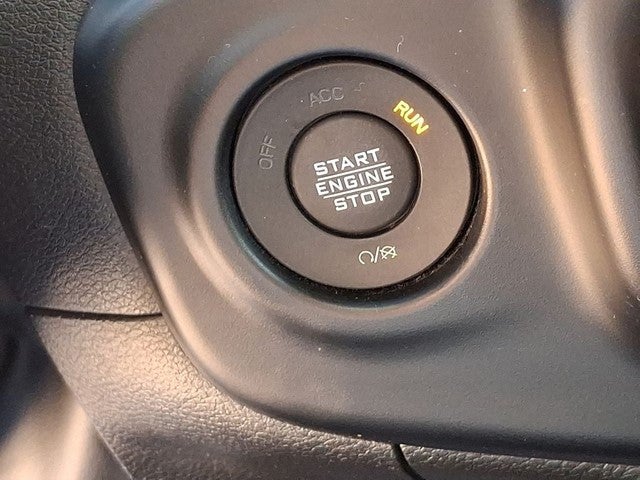 OFF
ACC
RUN
START
ENGINE
STOP